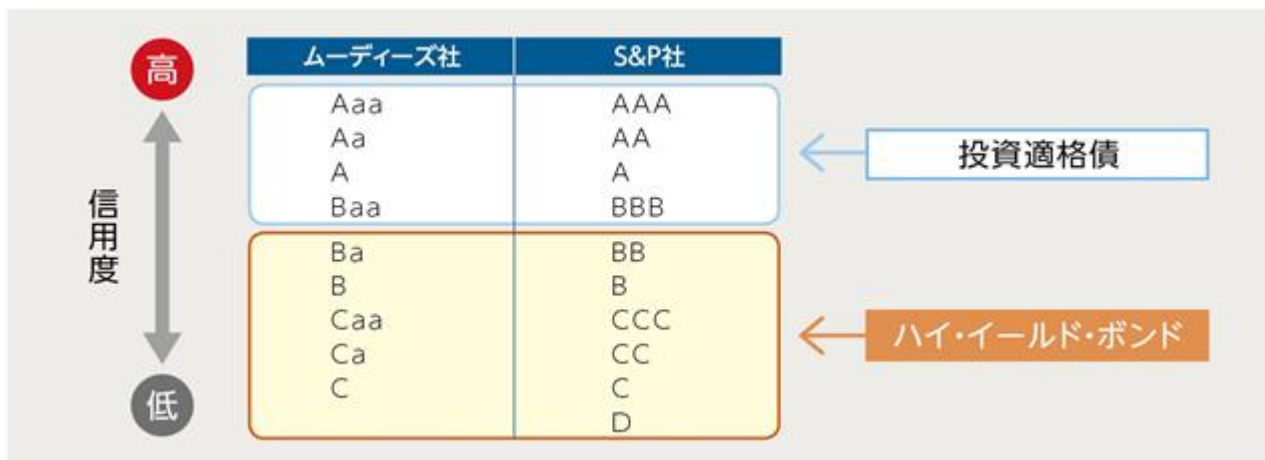 高
信用度
低
ムーディーズ社 S&P社
Aaa AAA
Aa AA
A A
Baa BBB
Ba BB
B B
Caa CCC
Ca CC
C C
D
投資適格債
ハイ・イールド・ボンド